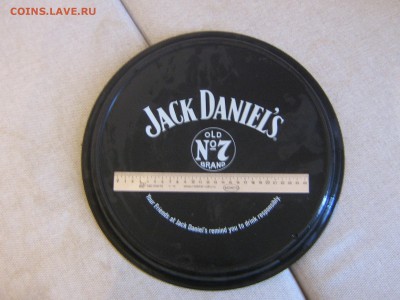 COINS.LAVE.RU
JACK DANIEL'S
OLD
Nº7
BRAND
Your Friends at Jack Daniel's remind you to drink responsibly.